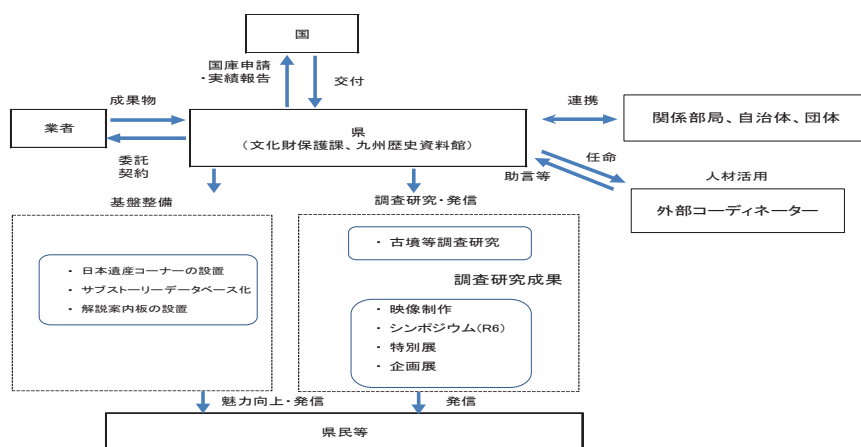 国
国庫申請
・実績報告
交付
成果物
連携
業者
県
（文化財保護課、九州歴史資料館）
関係部局、自治体、団体
委託
契約
助言等
任命
人材活用
外部コーディネーター
基盤整備
調査研究・発信
・ 古墳等調査研究
・ 日本遺産コーナーの設置
・ サブストーリーデータベース化
・ 解説案内板の設置
調査研究成果
・ 映像制作
・ シンポジウム(R6)
・ 特別展
・ 企画展
魅力向上・発信
発信
県民等